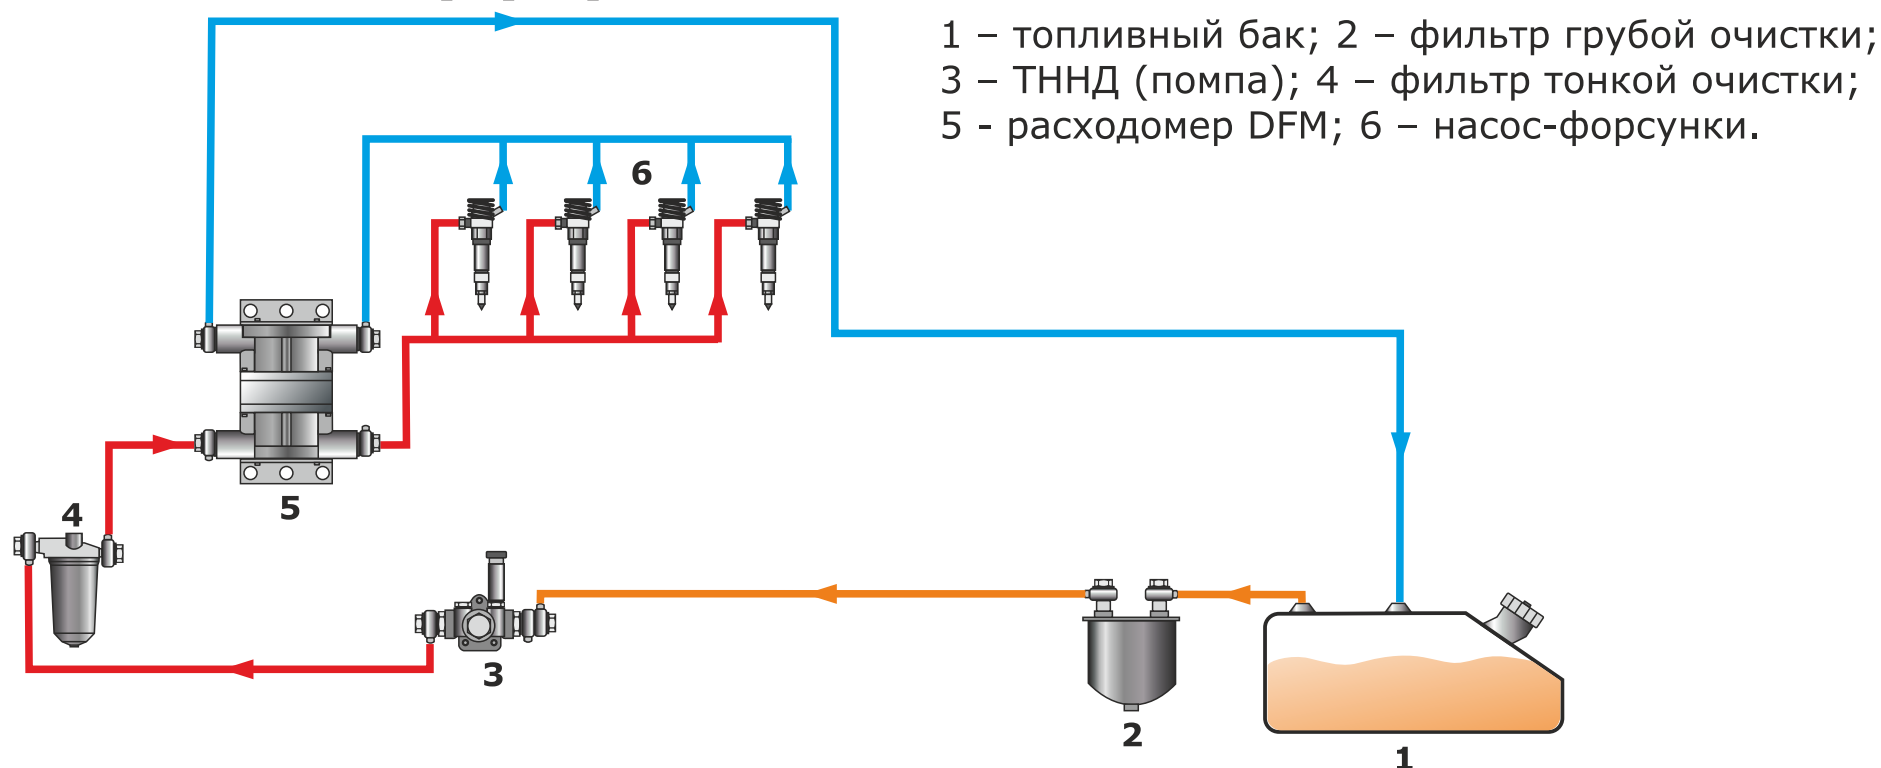 1 – топливный бак; 2 – фильтр грубой очистки;
3 – ТННД (помпа); 4 – фильтр тонкой очистки;
5 - расходомер DFM; 6 – насос-форсунки.
6
5
4
3
2
1